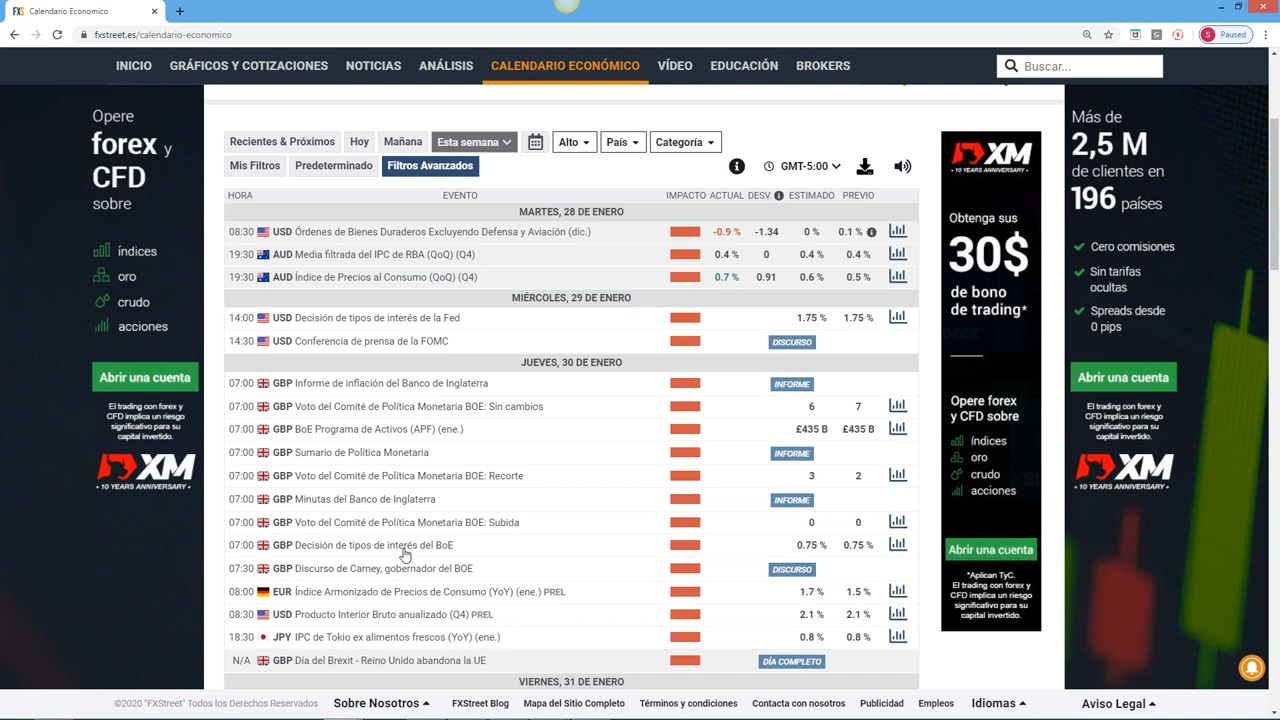 Calendario Economico
fxstreet.es/calendario-economico
Paused
INICIO GRÁFICOS Y COTIZACIONES NOTICIAS ANÁLISIS CALENDARIO ECONÓMICO VÍDEO EDUCACIÓN BROKERS
Buscar...
Opere
forex y
CFD
sobre
índices
oro
crudo
acciones
Abrir una cuenta
El trading con forex y
CFD implica un riesgo
significativo para su
capital invertido.
XM
10 YEARS ANNIVERSARY
Recientes & Próximos Hoy Mañana Esta semana Alto País Categoría
Mis Filtros Predeterminado Filtros Avanzados GMT-5:00
HORA EVENTO IMPACTO ACTUAL DESV. ESTIMADO PREVIO
MARTES, 28 DE ENERO
08:30 USD Órdenes de Bienes Duraderos Excluyendo Defensa y Aviación (dic.) -0.9 % -1.34 0 % 0.1 %
19:30 AUD Media filtrada del IPC de RBA (QoQ) (Q4) 0.4 % 0 0.4 % 0.4 %
19:30 AUD Índice de Precios al Consumo (QoQ) (Q4) 0.7 % 0.91 0.6 % 0.5 %
MIÉRCOLES, 29 DE ENERO
14:00 USD Decisión de tipos de interés de la Fed 1.75 % 1.75 %
14:30 USD Conferencia de prensa de la FOMC DISCURSO
JUEVES, 30 DE ENERO
07:00 GBP Informe de inflación del Banco de Inglaterra INFORME
07:00 GBP Voto del Comité de Política Monetaria BOE: Sin cambios 6 7
07:00 GBP BoE Programa de Activos (APF) (ene.) £435 B £435 B
07:00 GBP Sumario de Política Monetaria INFORME
07:00 GBP Voto del Comité de Política Monetaria BOE: Recorte 3 2
07:00 GBP Minutas del Banco de Inglaterra INFORME
07:00 GBP Voto del Comité de Política Monetaria BOE: Subida 0 0
07:00 GBP Decisión de tipos de interés del BoE 0.75 % 0.75 %
07:30 GBP Discurso de Carney, gobernador del BOE DISCURSO
08:00 EUR Índice Armonizado de Precios de Consumo (YoY) (ene.) PREL 1.7 % 1.5 %
08:30 USD Producto Interior Bruto anualizado (Q4) PREL 2.1 % 2.1 %
18:30 JPY IPC de Tokio ex alimentos frescos (YoY) (ene.) 0.8 % 0.8 %
N/A GBP Día del Brexit - Reino Unido abandona la UE DÍA COMPLETO
VIERNES, 31 DE ENERO
XM
10 YEARS ANNIVERSARY
Obtenga sus
30$
de bono
de trading*
Opere forex
y CFD sobre
índices
oro
crudo
acciones
Abrir una cuenta
*Aplican TyC.
El trading con forex y
CFD implica un riesgo
significativo para su
capital invertido.
Más de
2,5 M
de clientes en
196 países
Cero comisiones
Sin tarifas
ocultas
Spreads desde
0 pips
Abrir una cuenta
El trading con forex y
CFD implica un riesgo
significativo para su
capital invertido.
XM
10 YEARS ANNIVERSARY
©2020 "FXStreet" Todos los Derechos Reservados Sobre Nosotros FXStreet Blog Mapa del Sitio Completo Términos y condiciones Contacta con nosotros Publicidad Empleos Idiomas Aviso Legal